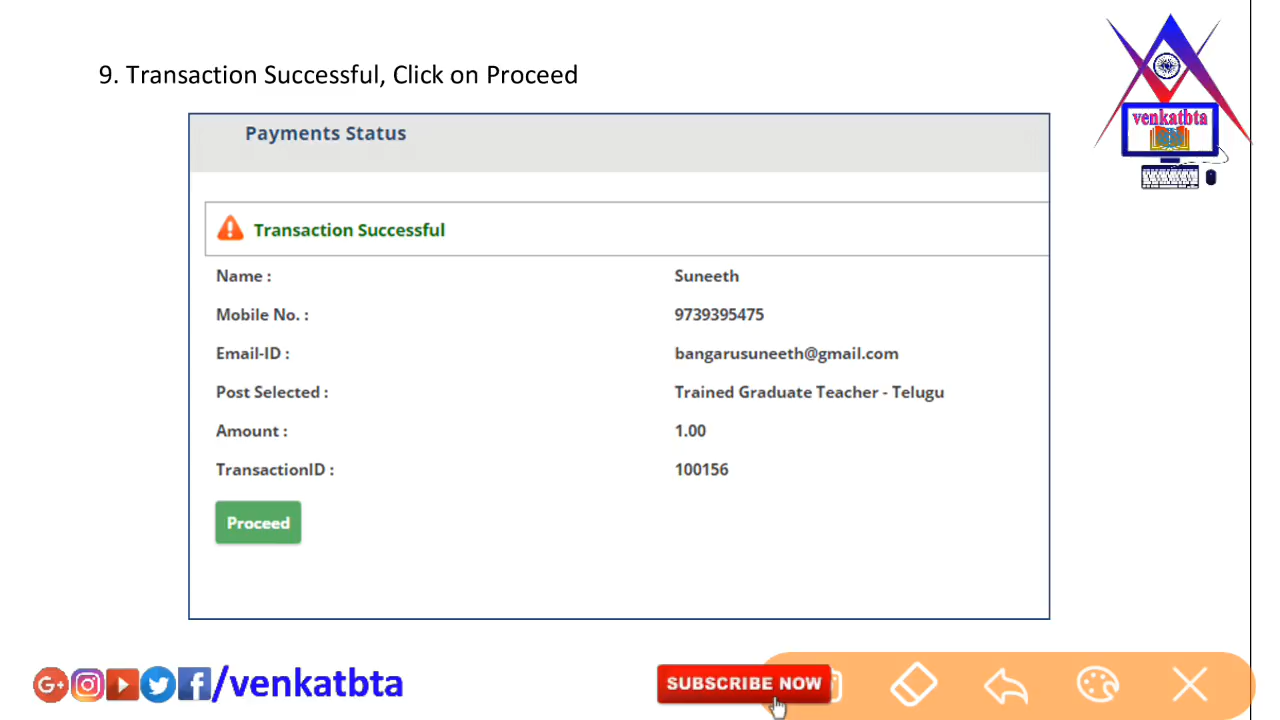 9. Transaction Successful, Click on Proceed
venkatbta
Payments Status
Transaction Successful
Name : Suneeth
Mobile No. : 9739395475
Email-ID : bangarusuneeth@gmail.com
Post Selected : Trained Graduate Teacher - Telugu
Amount : 1.00
TransactionID : 100156
Proceed
G+ f /venkatbta
SUBSCRIBE NOW